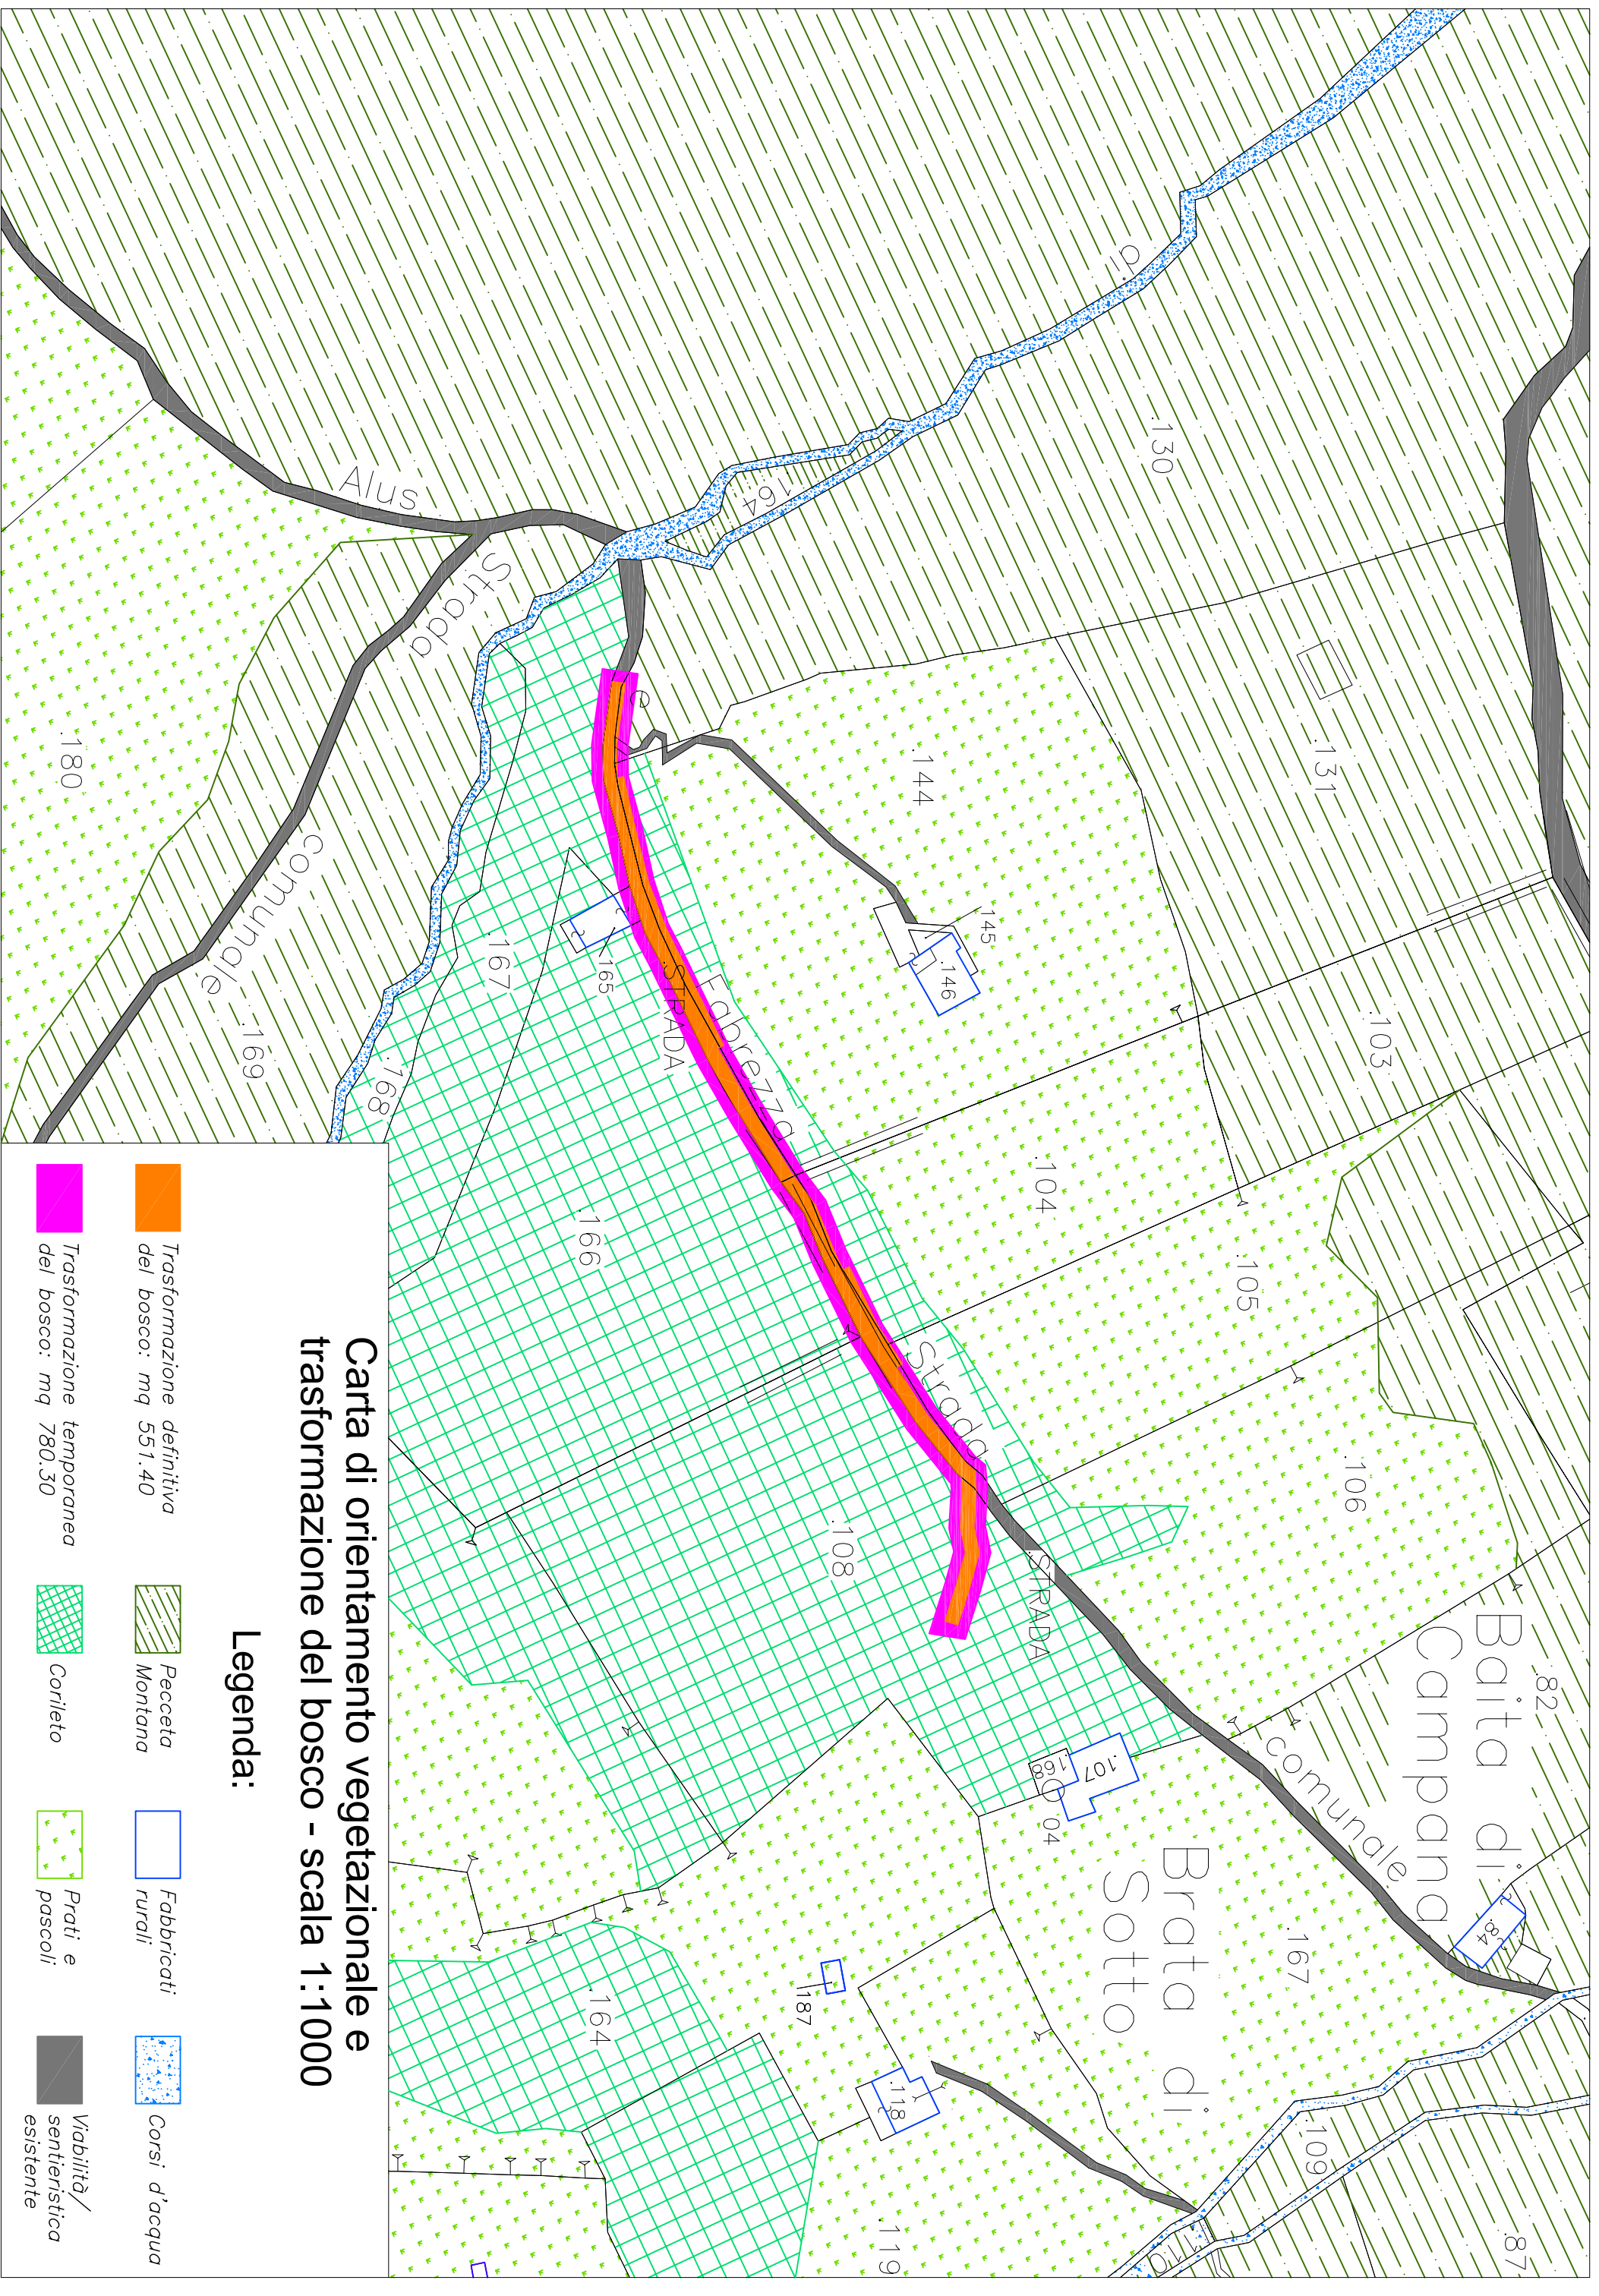 Carta di orientamento vegetazionale e
trasformazione del bosco - scala 1:1000
Legenda:
Trasformazione definitiva
del bosco: mq 551.40
Trasformazione temporanea
del bosco: mq 780.30
Pecceta
Montana
Corileto
Fabbricati
rurali
Prati e
pascoli
Corsi d'acqua
Viabilità/
sentieristica
esistente
Baita di
Campana
Brata di
Sotto
Strada
comunale
Strada
Comunale
Alus
Fabrezza
STRADA
STRADA
di
e
.130
164
.131
.144
145
.146
.103
.104
.105
.106
.82
.84
.167
.165
.167
.168
.169
.180
.166
.108
.107
.168
04
.187
.164
.118
.119
.109
.87